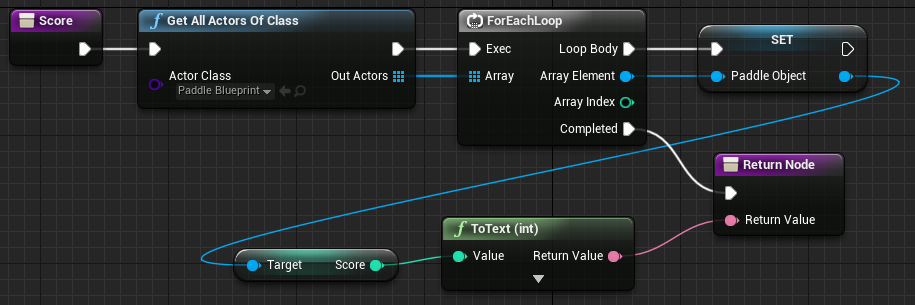 Score
Get All Actors Of Class
Actor Class
Paddle Blueprint
Out Actors
ForEachLoop
Exec
Loop Body
Array
Array Element
Array Index
Completed
SET
Paddle Object
Return Node
Return Value
Target
Score
ToText (int)
Value
Return Value